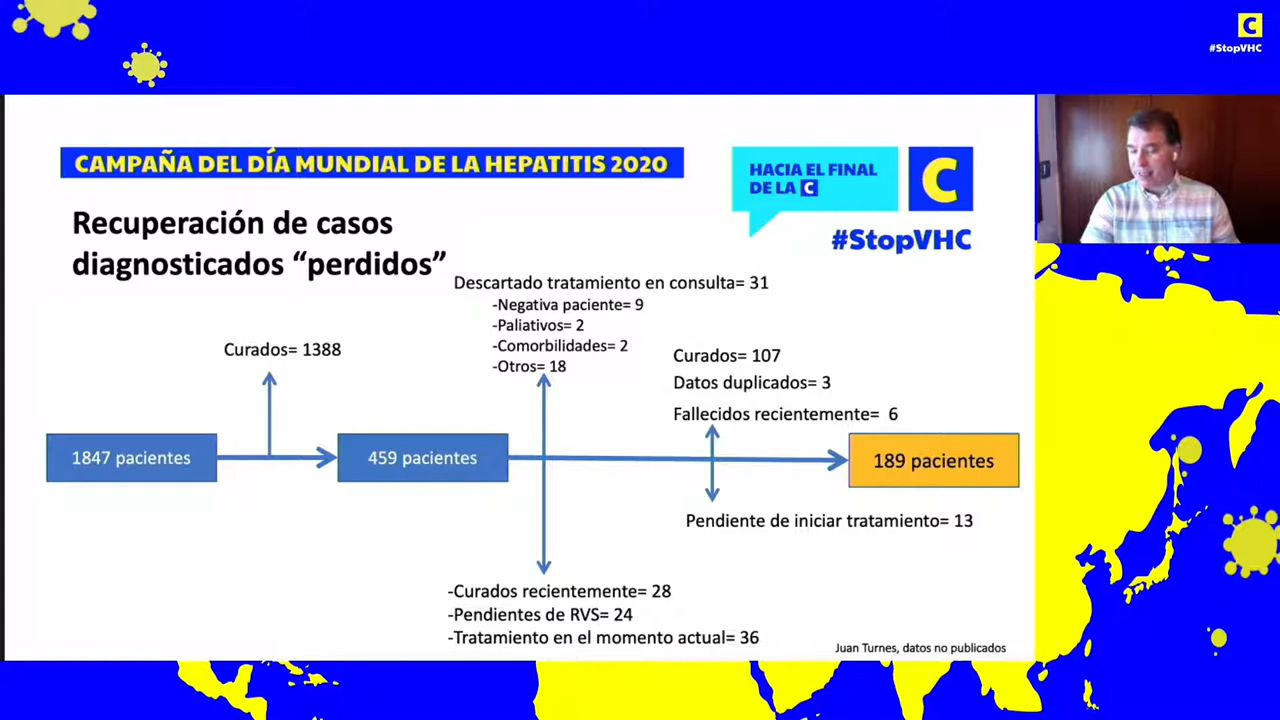 C
#StopVHC
CAMPAÑA DEL DÍA MUNDIAL DE LA HEPATITIS 2020
HACIA EL FINAL
DE LA C
C
#StopVHC
Recuperación de casos
diagnosticados “perdidos”
Descartado tratamiento en consulta= 31
-Negativa paciente= 9
-Paliativos= 2
-Comorbilidades= 2
-Otros= 18
Curados= 1388
Curados= 107
Datos duplicados= 3
Fallecidos recientemente= 6
1847 pacientes
459 pacientes
189 pacientes
Pendiente de iniciar tratamiento= 13
-Curados recientemente= 28
-Pendientes de RVS= 24
-Tratamiento en el momento actual= 36
Juan Turnes, datos no publicados